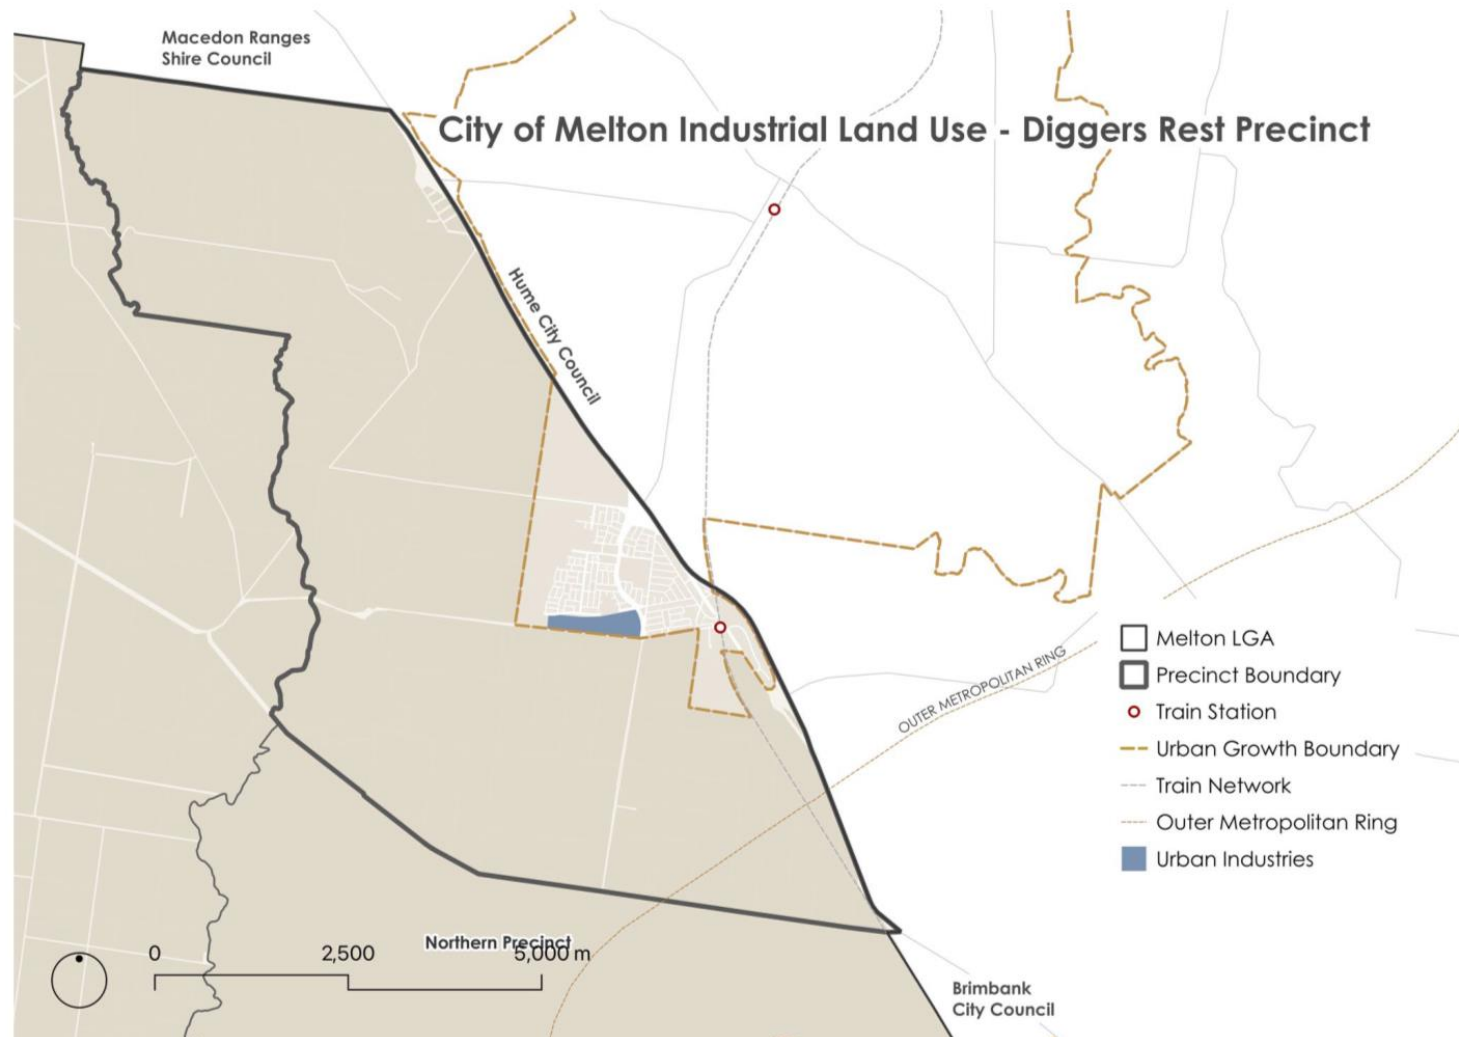 Macedon Ranges
Shire Council
City of Melton Industrial Land Use - Diggers Rest Precinct
Hume City Council
OUTER METROPOLITAN RING
Melton LGA
Precinct Boundary
Train Station
Urban Growth Boundary
Train Network
Outer Metropolitan Ring
Urban Industries
Northern Precinct
0 2,500 5,000 m
Brimbank
City Council